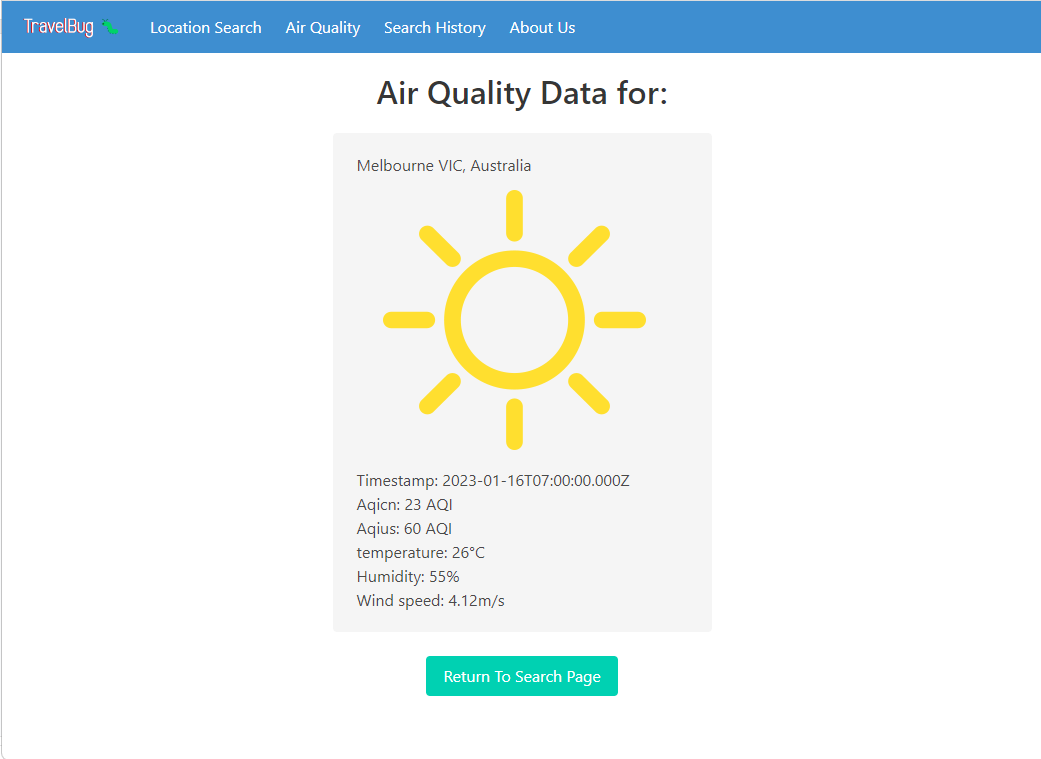 TravelBug Location Search Air Quality Search History About Us
Air Quality Data for:
Melbourne VIC, Australia
Timestamp: 2023-01-16T07:00:00.000Z
Aqicn: 23 AQI
Aqius: 60 AQI
temperature: 26°C
Humidity: 55%
Wind speed: 4.12m/s
Return To Search Page